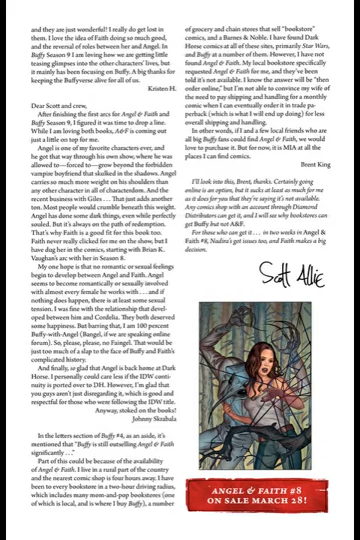 and they are just wonderful! I really do get lost in
them. I love the idea of Faith doing so much good,
and the reversal of roles between her and Angel. In
Buffy Season 9 I am loving how we are getting little
teasing glimpses into the other characters' lives, but
it mainly has been focusing on Buffy. A big thanks for
keeping the Buffyverse alive for all of us.
Kristen H.
Dear Scott and crew,
After finishing the first arcs for Angel & Faith and
Buffy Season 9, I figured it was time to drop a line.
While I am loving both books, A&F is coming out
just a little on top for me.
Angel is one of my favorite characters ever, and
he got that way through his own show, where he was
allowed to—forced to—grow beyond the forbidden
vampire boyfriend that skulked in the shadows. Angel
carries so much more weight on his shoulders than
any other character in all of characterdom. And the
recent business with Giles . . . That just adds another
ton. Most people would crumble beneath this weight.
Angel has done some dark things, even while perfectly
souled. But it's always on the path of redemption.
That's why Faith is a good fit for this book too.
Faith never really clicked for me on the show, but I
have dug her in the comics, starting with Brian K.
Vaughan's arc with her in Season 8.
My one hope is that no romantic or sexual feelings
begin to develop between Angel and Faith. Angel
seems to become romantically or sexually involved
with almost every female he works with . . . and if
nothing does happen, there is at least some sexual
tension. I was fine with the relationship that devel-
oped between him and Cordelia. They both deserved
some happiness. But barring that, I am 100 percent
Buffy-with-Angel (Bangel, if we are speaking online
forum). So, please, please, no Faingel. That would be
just too much of a slap to the face of Buffy and Faith's
complicated history.
And finally, so glad that Angel is back home at Dark
Horse. I personally could care less if the IDW conti-
nuity is ported over to DH. However, I'm glad that
you guys aren't just disregarding it, which is good and
respectful for those who were following the IDW title.
Anyway, stoked on the books!
Johnny Skrabala
In the letters section of Buffy #4, as an aside, it's
mentioned that "Buffy is still outselling Angel & Faith
significantly . . ."
Part of this could be because of the availability
of Angel & Faith. I live in a rural part of the country
and the nearest comic shop is four hours away. I have
been to every bookstore in a two-hour driving radius,
which includes many mom-and-pop bookstores (one
of which is local, and is where I buy Buffy), a number
of grocery and chain stores that sell "bookstore"
comics, and a Barnes & Noble. I have found Dark
Horse comics at all of these sites, primarily Star Wars,
and Buffy at a number of them. However, I have not
found Angel & Faith. My local bookstore specifically
requested Angel & Faith for me, and they've been
told it's not available. I know the answer will be "then
order online," but I'm not able to convince my wife of
the need to pay shipping and handling for a monthly
comic when I can eventually order it in trade pa-
perback (which is what I will end up doing) for less
overall shipping and handling.
In other words, if I and a few local friends who are
all big Buffy fans could find Angel & Faith, we would
love to purchase it. But for now, it is MIA at all the
places I can find comics.
Brent King
I'll look into this, Brent, thanks. Certainly going
online is an option, but it sucks at least as much for me
as it does for you that they're saying it's not available.
Any comics shop with an account through Diamond
Distributors can get it, and I will see why bookstores can
get Buffy but not A&F.
For those who can get it . . . in two weeks in Angel &
Faith #8, Nadira's got issues too, and Faith makes a big
decision.
Scott Allie
ANGEL & FAITH #8
ON SALE MARCH 28!